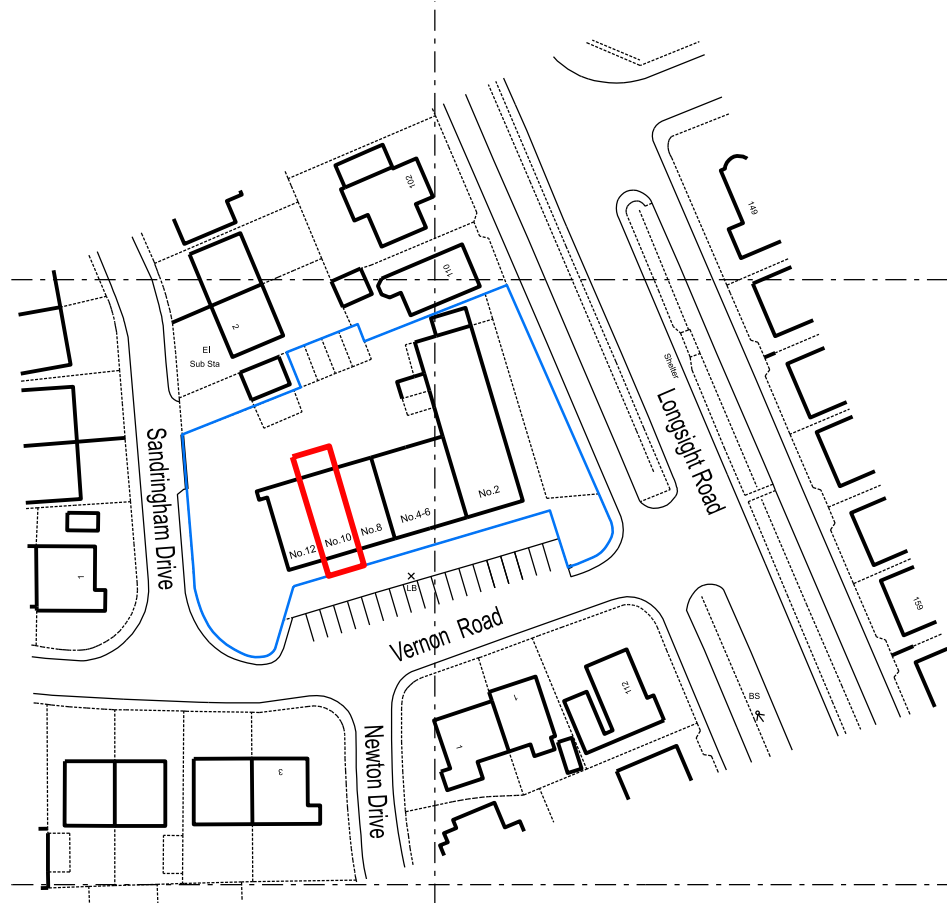 102
149
110
2
El
Sub Sta
Shelter
Longsight Road
Sandringham Drive
No.2
No.4-6
No.8
No.10
No.12
LB
1
159
Vernon Road
112
1
1
BS
Newton Drive
3